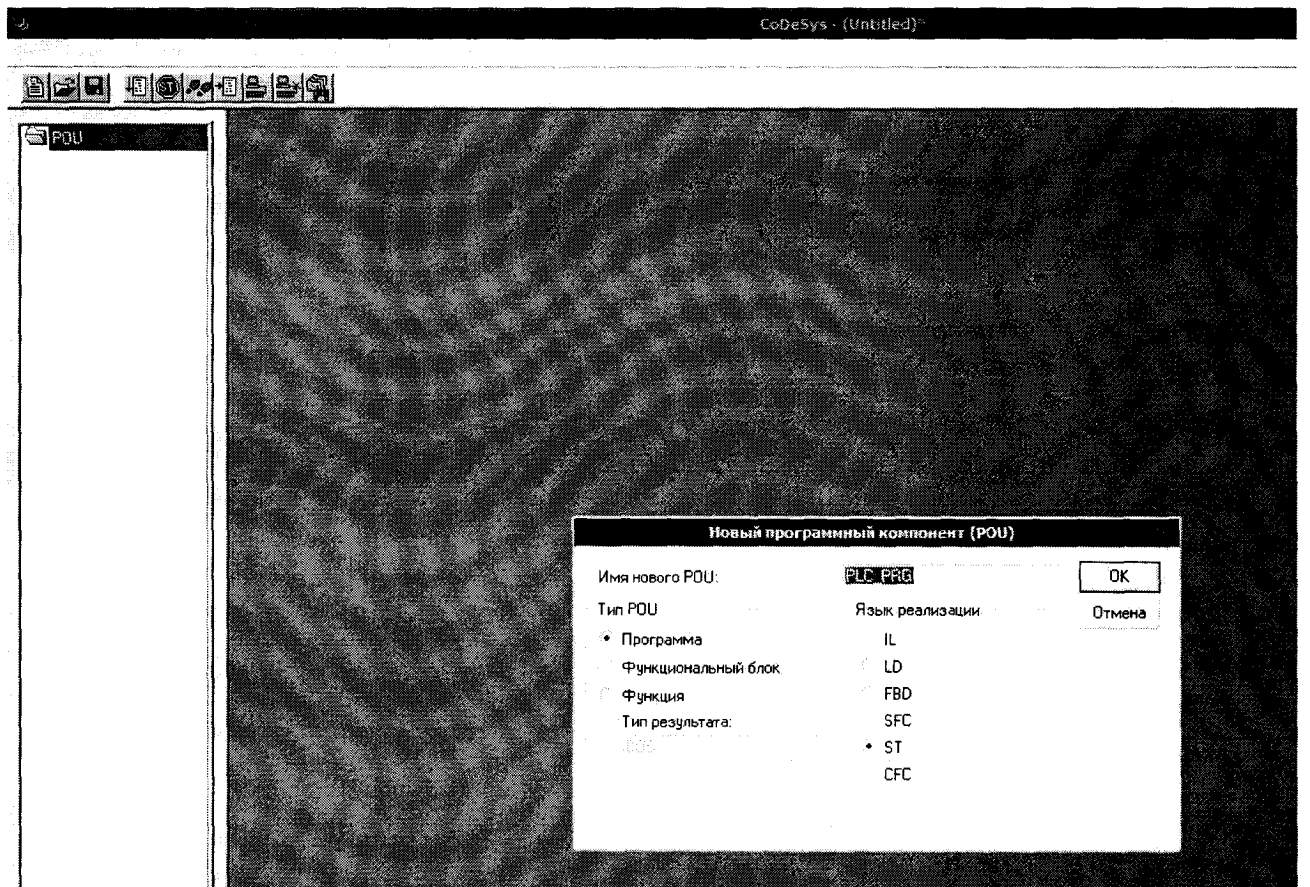 CoDeSys - (Untitled)*
POU
Новый программный компонент (POU)
Имя нового POU:
PLC_PRG
OK
Тип POU
Язык реализации
Отмена
Программа
IL
Функциональный блок
LD
Функция
FBD
Тип результата:
SFC
ST
CFC